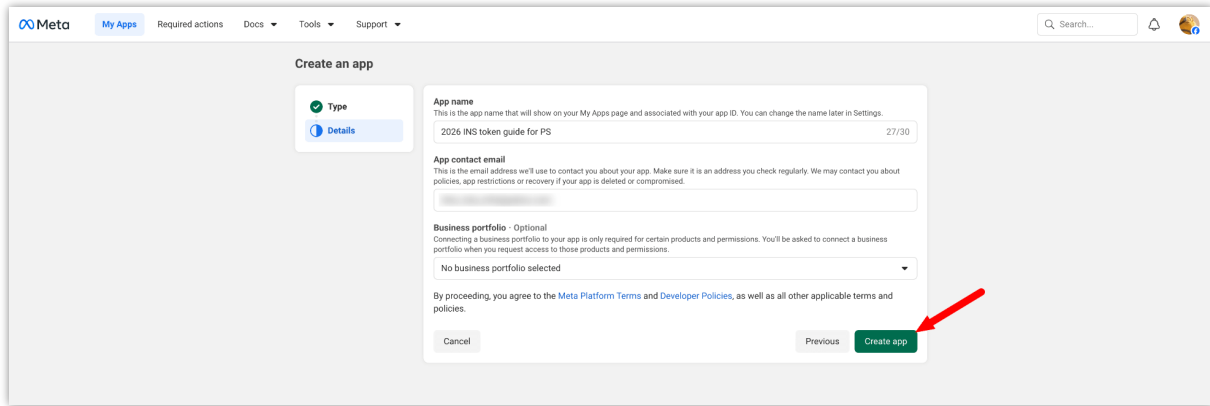 Meta
My Apps
Required actions
Docs
Tools
Support
Search...
Create an app
Type
Details
App name
This is the app name that will show on your My Apps page and associated with your app ID. You can change the name later in Settings.
2026 INS token guide for PS
27/30
App contact email
This is the email address we'll use to contact you about your app. Make sure it is an address you check regularly. We may contact you about
policies, app restrictions or recovery if your app is deleted or compromised.
Business portfolio · Optional
Connecting a business portfolio to your app is only required for certain products and permissions. You'll be asked to connect a business
portfolio when you request access to those products and permissions.
No business portfolio selected
By proceeding, you agree to the Meta Platform Terms and Developer Policies, as well as all other applicable terms and
policies.
Cancel
Previous
Create app